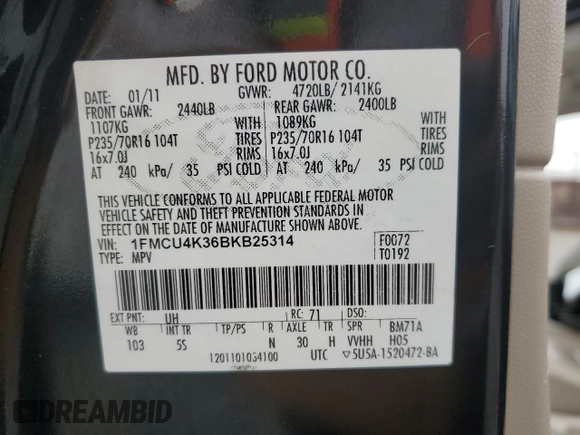 MFD. BY FORD MOTOR CO.
DATE: 01/11 GVWR: 4720LB/ 2141KG
FRONT GAWR: 2440LB REAR GAWR: 2400LB
1107KG WITH 1089KG WITH
P235/70R16 104T TIRES P235/70R16 104T TIRES
16x7.0J RIMS 16x7.0J RIMS
AT 240 kPa/ 35 PSI COLD AT 240 kPa/ 35 PSI COLD
THIS VEHICLE CONFORMS TO ALL APPLICABLE FEDERAL MOTOR
VEHICLE SAFETY AND THEFT PREVENTION STANDARDS IN
EFFECT ON THE DATE OF MANUFACTURE SHOWN ABOVE.
VIN: 1FMCU4K36BKB25314 F0072
TYPE: MPV T0192
EXT PNT: UH RC: 71 DSO:
WB INT TR TP/PS R AXLE TR SPR BM71A
103 5S N 30 H VVHH H05
1201101034100 UTC ▽5U5A-1520472-BA
DREAMBID